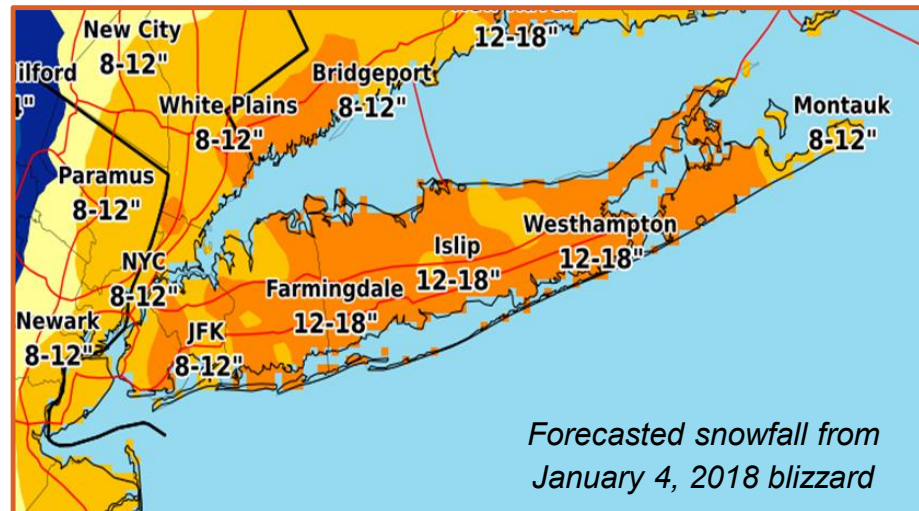 12-18"
New City
8-12"
ilford
4"
Bridgeport
8-12"
White Plains
8-12"
Montauk
8-12"
Paramus
8-12"
Westhampton
12-18"
Islip
12-18"
NYC
8-12"
Farmingdale
12-18"
Newark
8-12"
JFK
8-12"
Forecasted snowfall from
January 4, 2018 blizzard